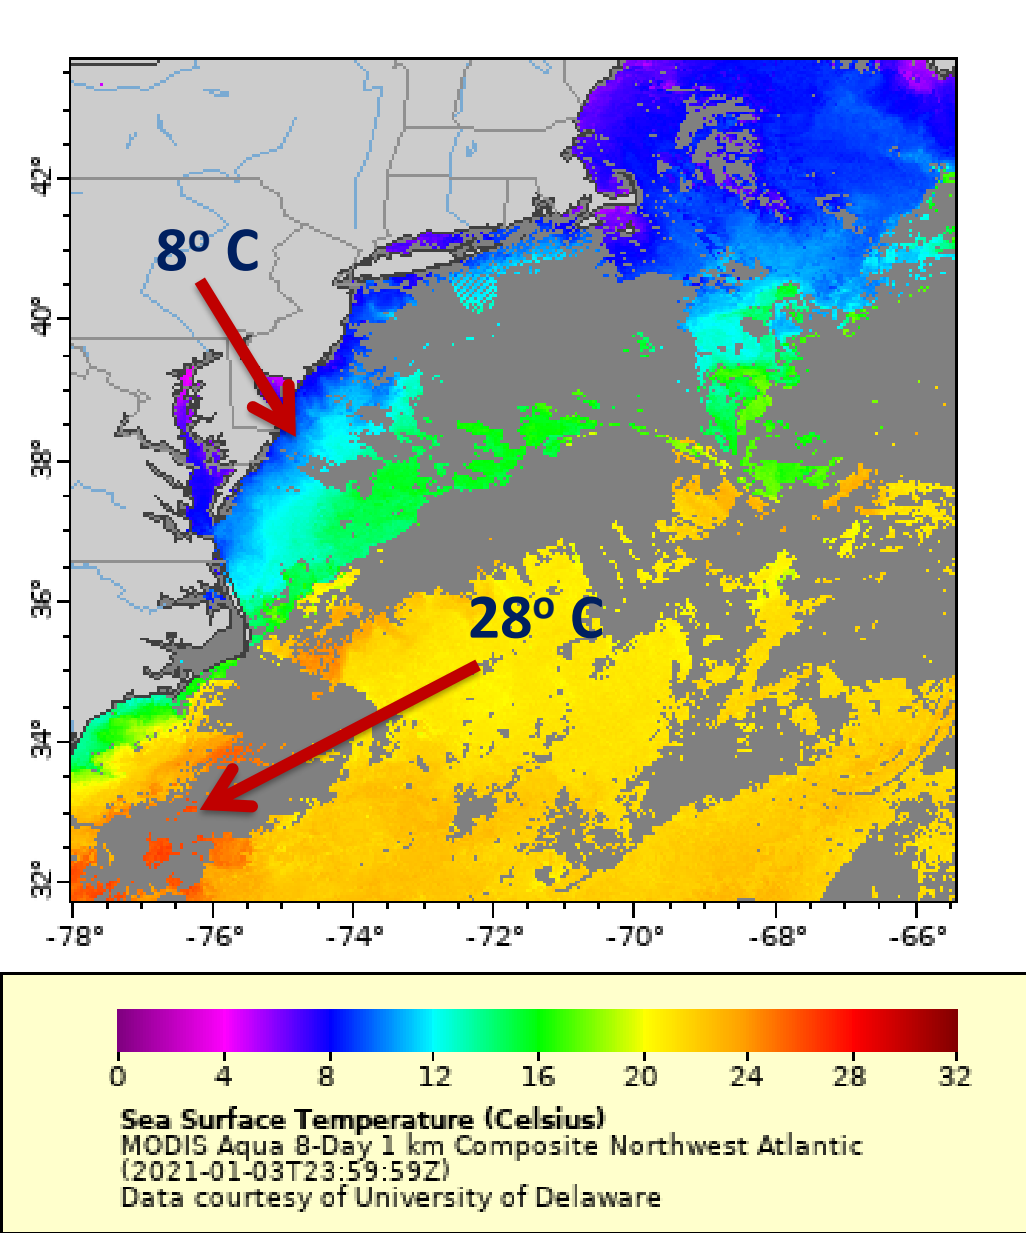 42°
8º C
40°
38°
36°
28º C
34°
32°
-78° -76° -74° -72° -70° -68° -66°
0 4 8 12 16 20 24 28 32
Sea Surface Temperature (Celsius)
MODIS Aqua 8-Day 1 km Composite Northwest Atlantic
(2021-01-03T23:59:59Z)
Data courtesy of University of Delaware